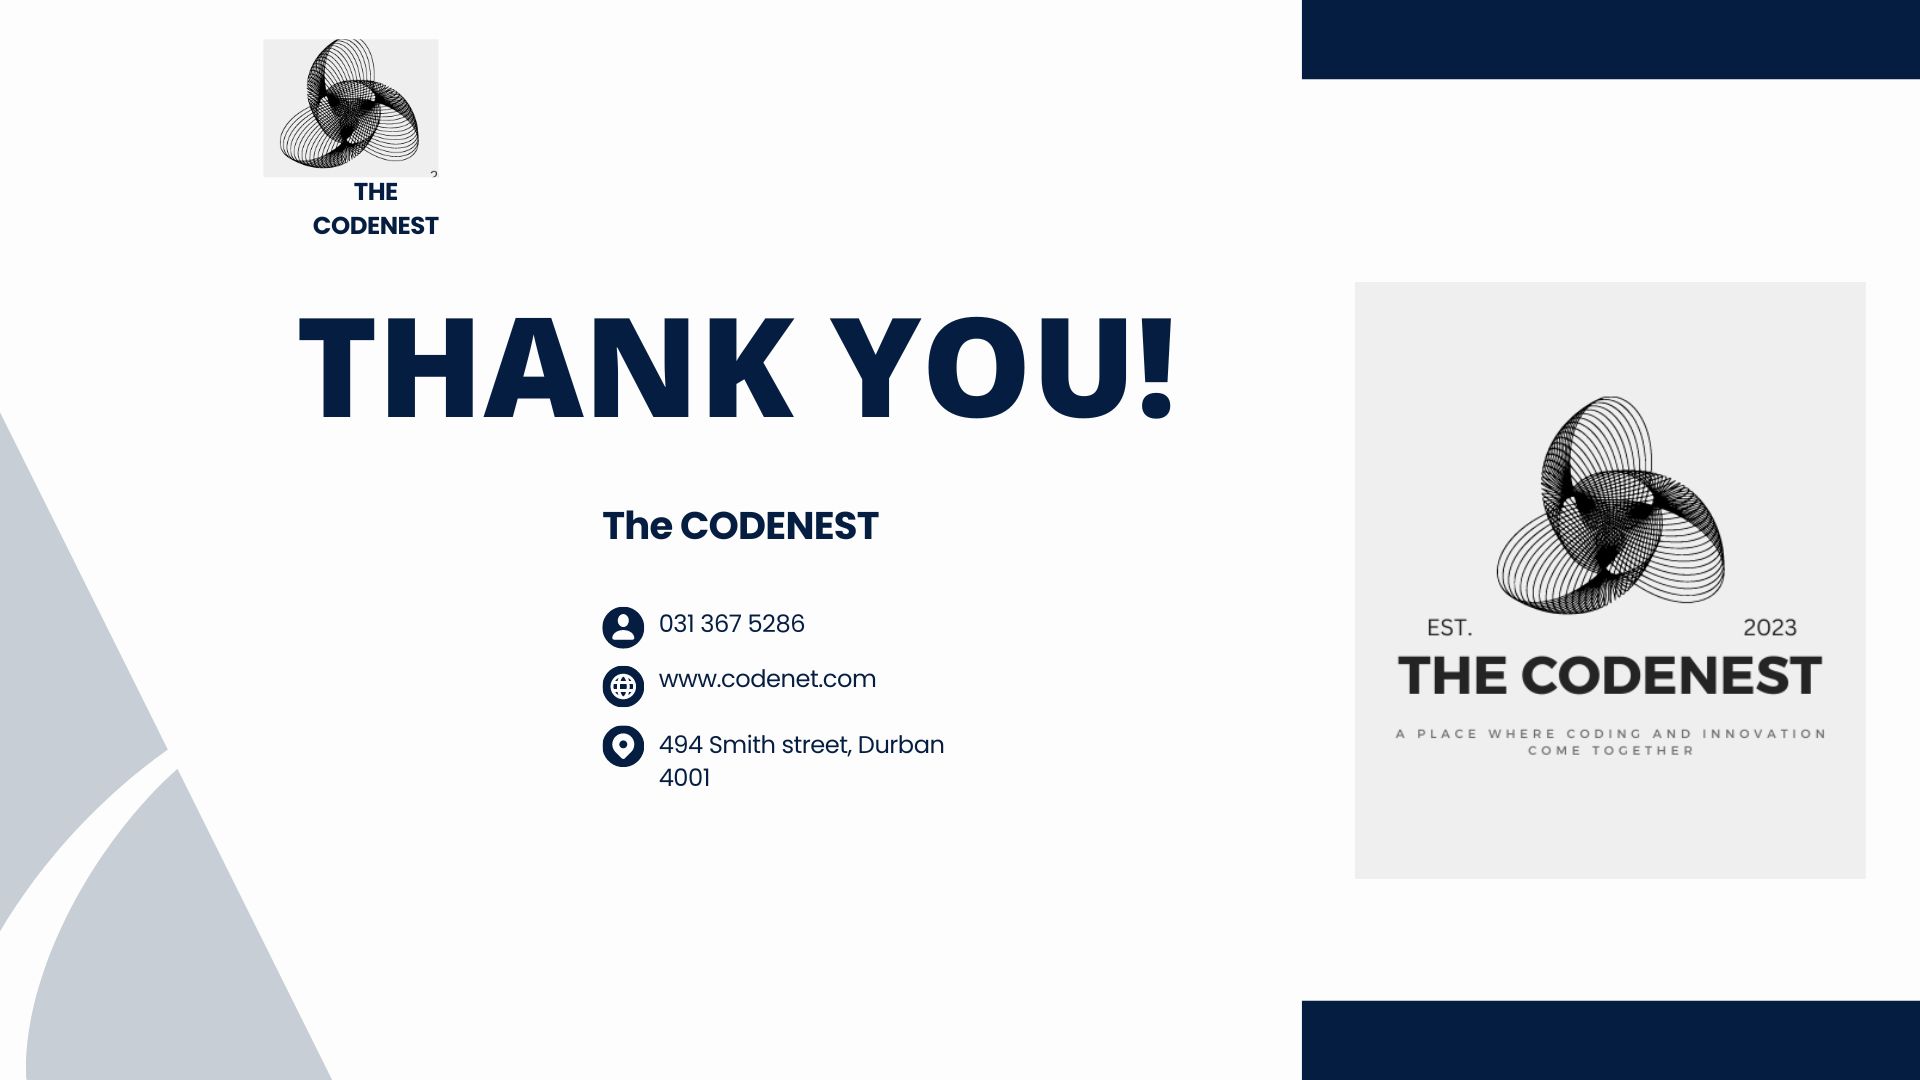 THE
CODENEST
THANK YOU!
The CODENEST
031 367 5286
www.codenet.com
494 Smith street, Durban
4001
EST. 2023
THE CODENEST
A PLACE WHERE CODING AND INNOVATION
COME TOGETHER